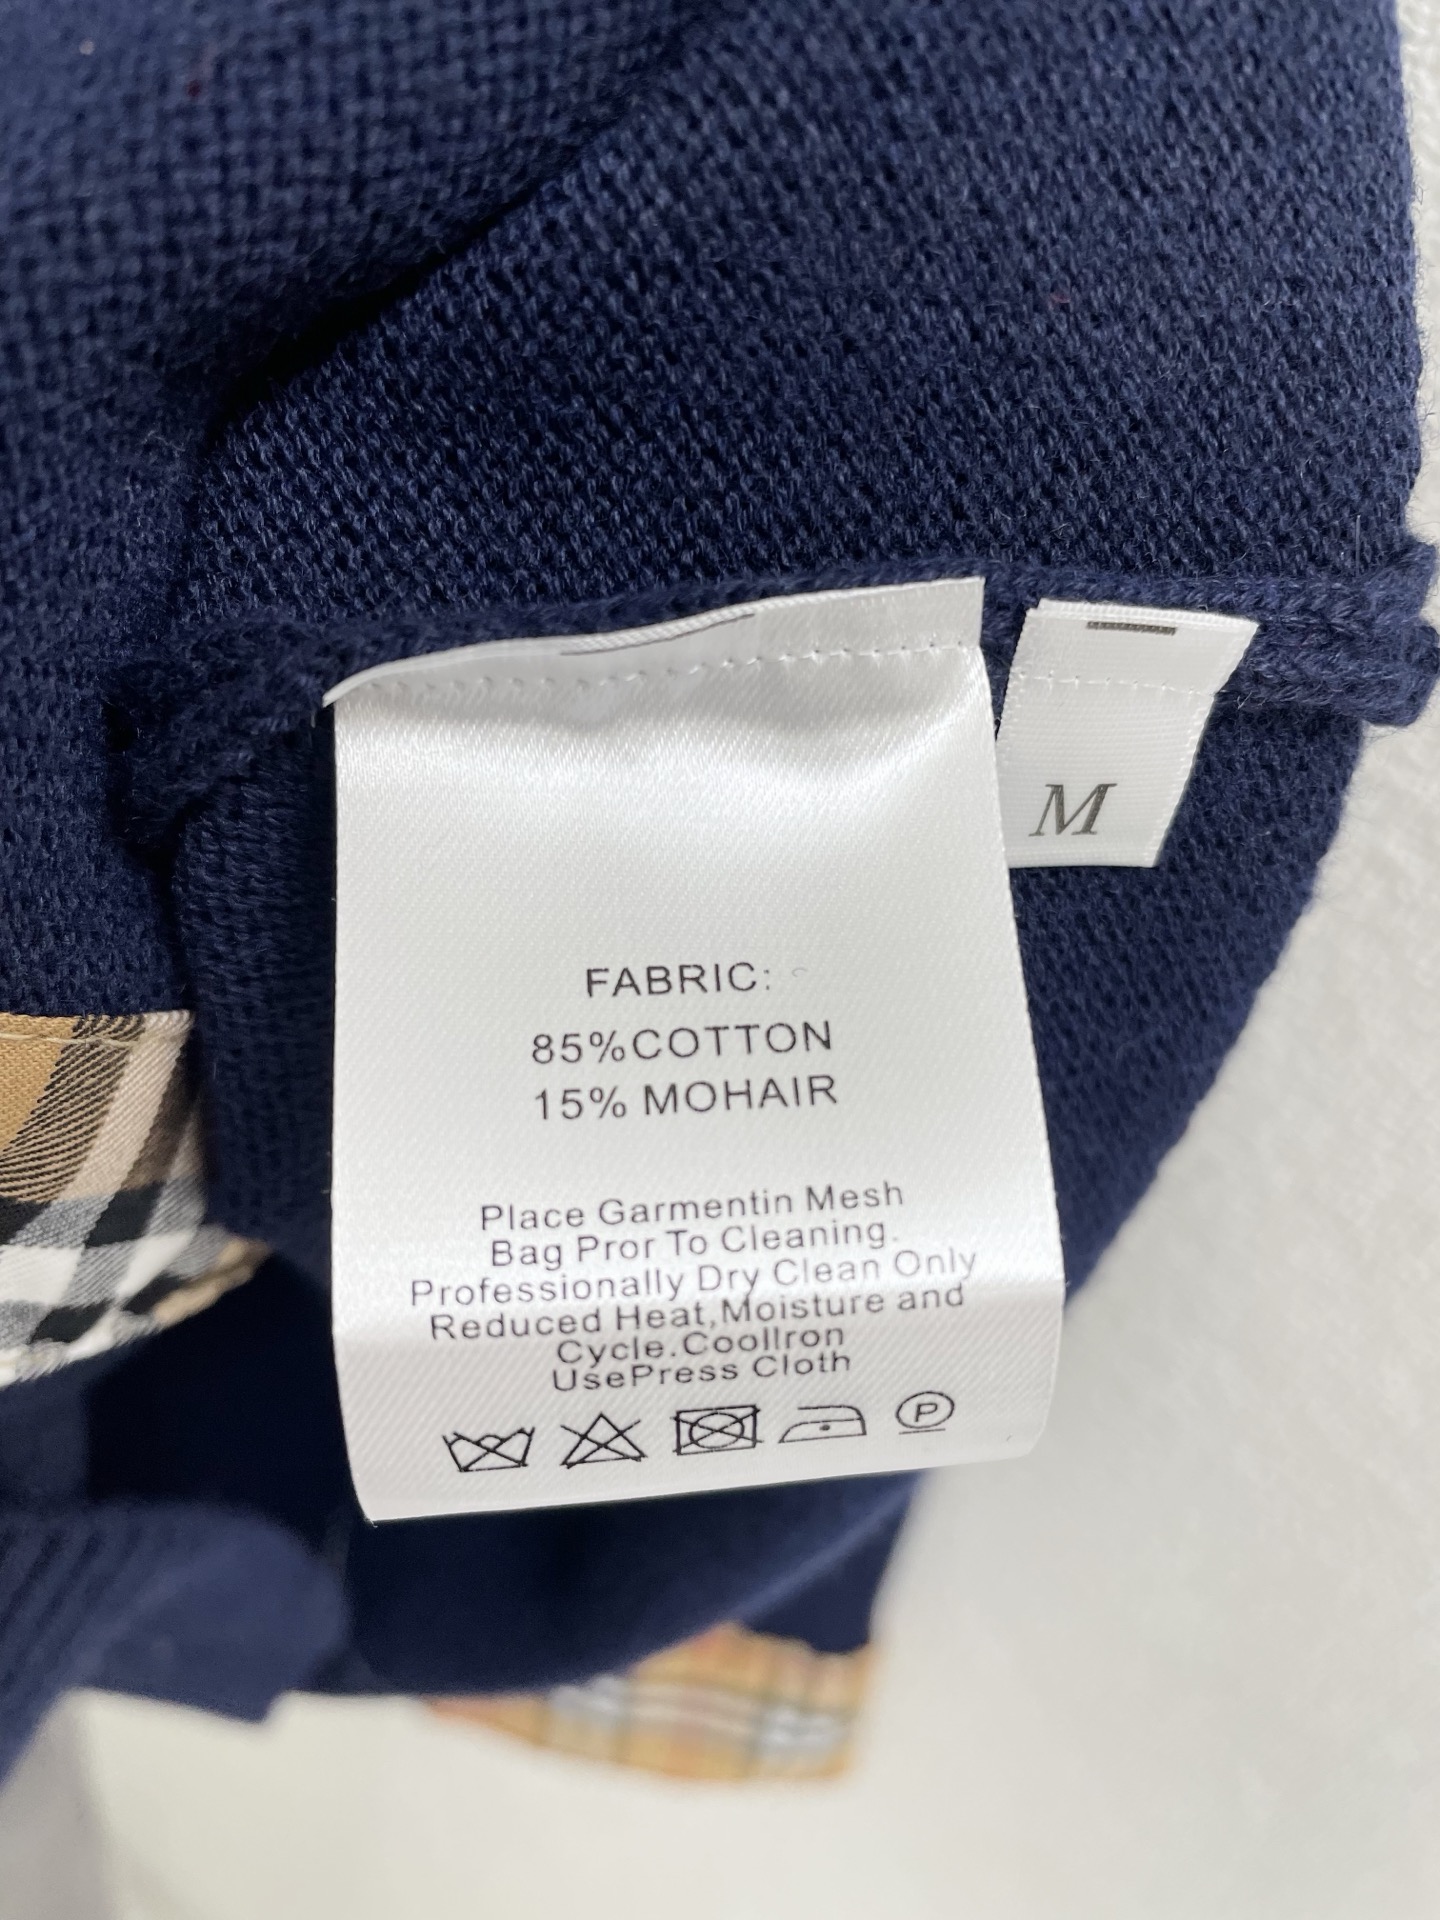 M
FABRIC:
85%COTTON
15% MOHAIR
Place Garmentin Mesh
Bag Pror To Cleaning.
Professionally Dry Clean Only
Reduced Heat,Moisture and
Cycle.CoolIron
UsePress Cloth
P